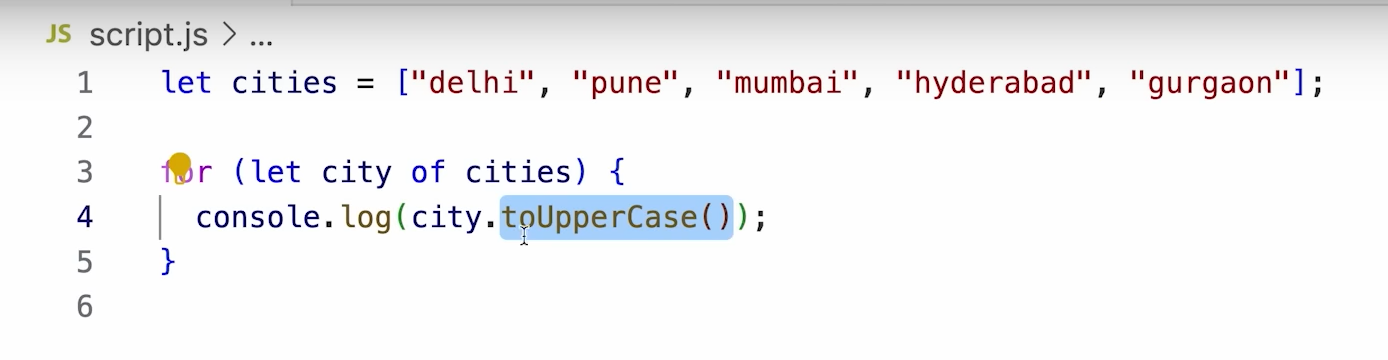 JS script.js > ...
1 let cities = ["delhi", "pune", "mumbai", "hyderabad", "gurgaon"];
2
3 for (let city of cities) {
4 console.log(city.toUpperCase());
5 }
6